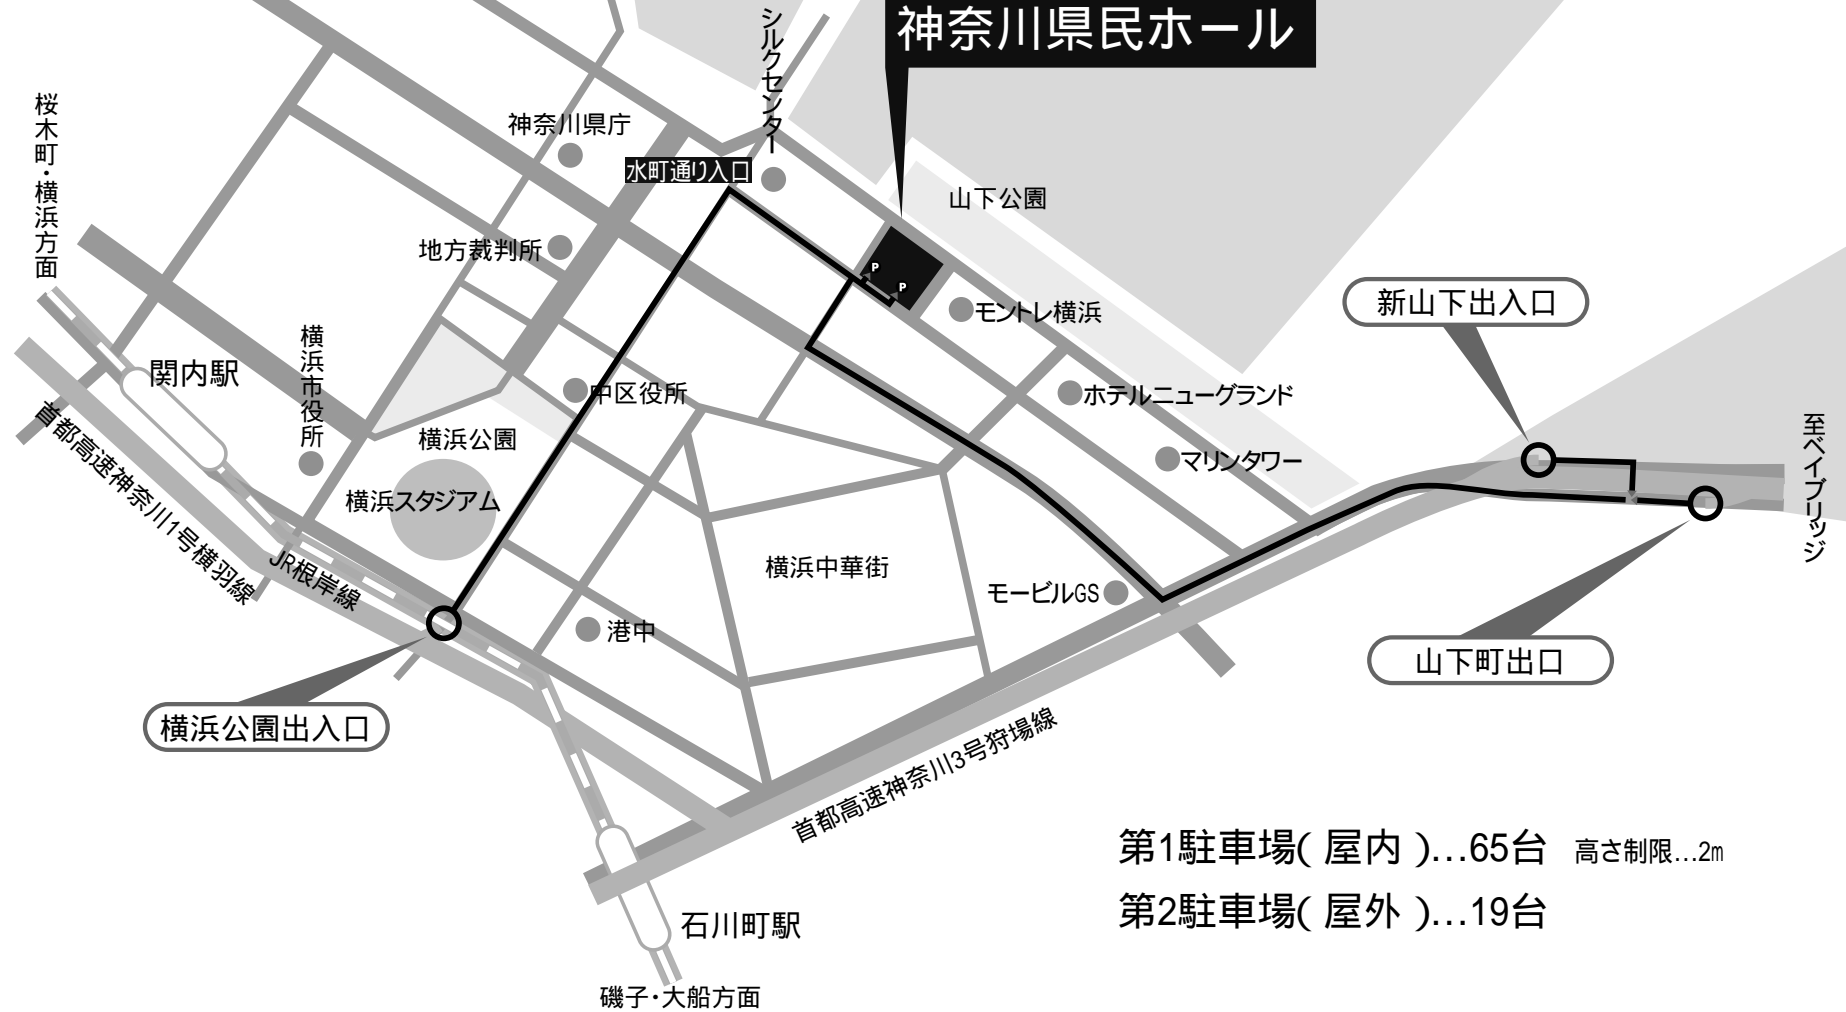 神奈川県民ホール
シルクセンター
桜木町・横浜方面
神奈川県庁
水町通り入口
山下公園
地方裁判所
P
P
モントレ横浜
新山下出入口
横浜市役所
関内駅
中区役所
ホテルニューグランド
首都高速神奈川1号横羽線
横浜公園
マリンタワー
至ベイブリッジ
横浜スタジアム
JR根岸線
横浜中華街
モービルGS
港中
山下町出口
横浜公園出入口
首都高速神奈川3号狩場線
第1駐車場( 屋内 )…65台 高さ制限…2m
第2駐車場( 屋外 )…19台
石川町駅
磯子・大船方面